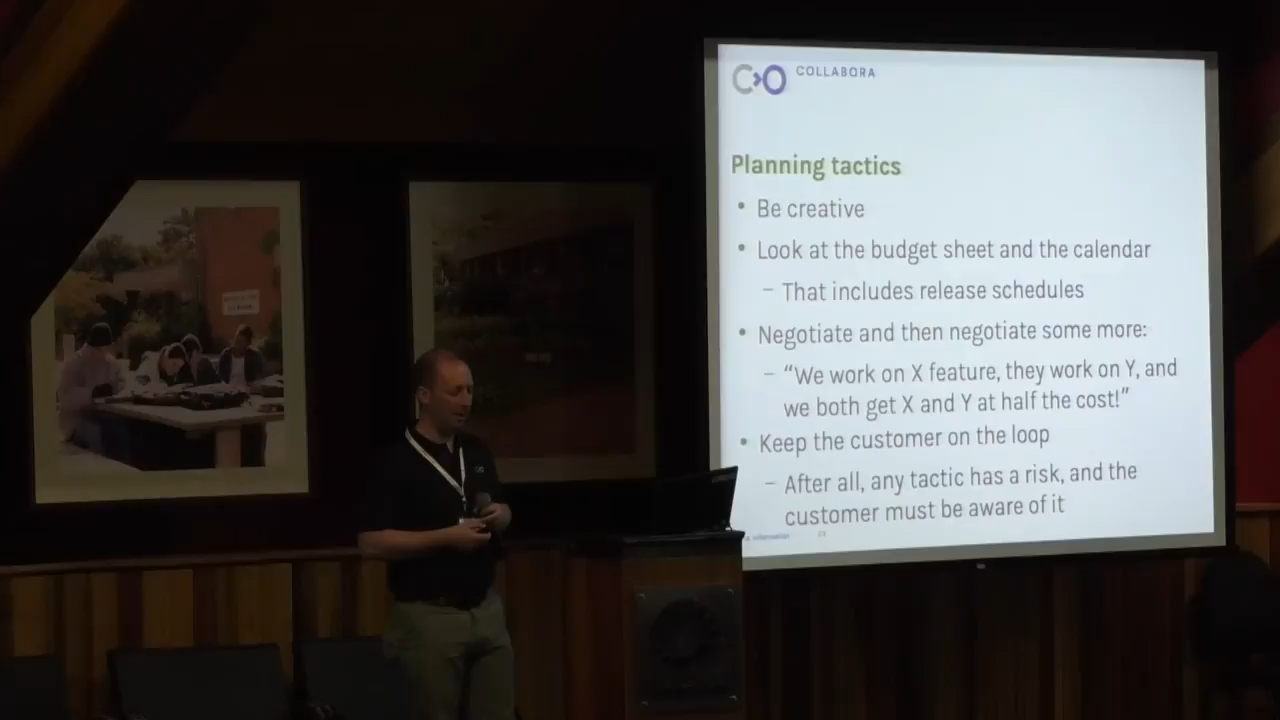 COLLABORA
Planning tactics
• Be creative
• Look at the budget sheet and the calendar
– That includes release schedules
• Negotiate and then negotiate some more:
– “We work on X feature, they work on Y, and
we both get X and Y at half the cost!”
• Keep the customer on the loop
– After all, any tactic has a risk, and the
customer must be aware of it